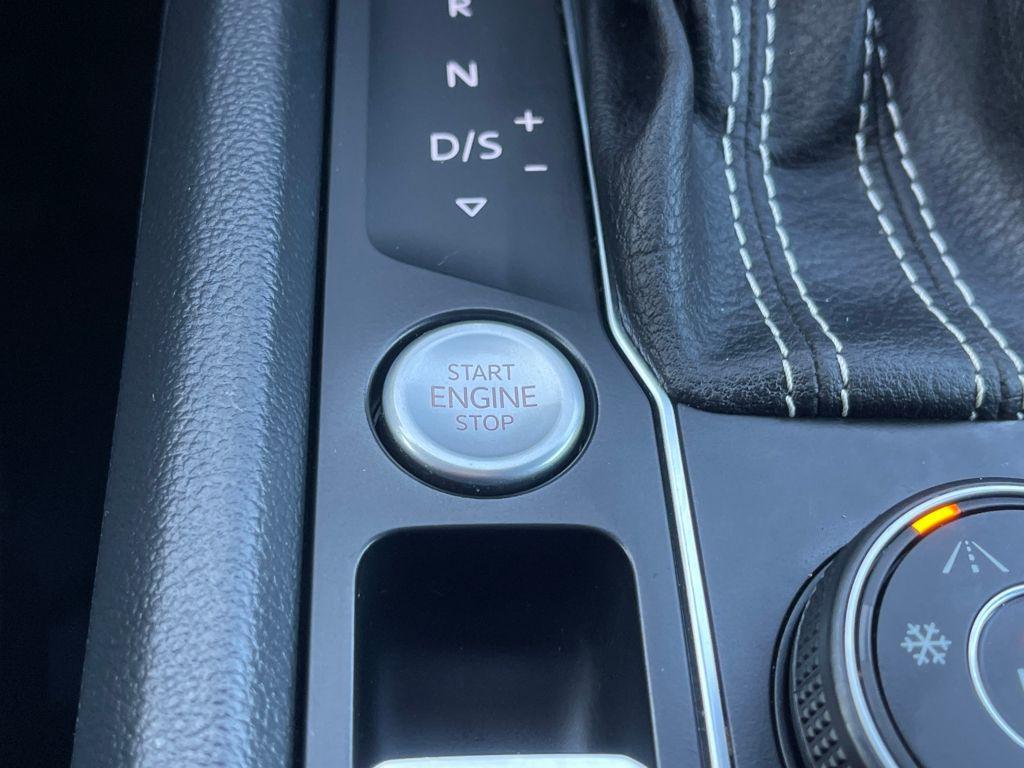 R
N
D/S
+
−
START
ENGINE
STOP